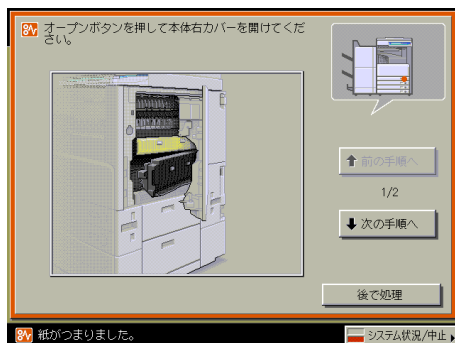 オープンボタンを押して本体右カバーを開けてくだ
さい。
前の手順へ
1/2
次の手順へ
後で処理
紙がつまりました。
システム状況/中止